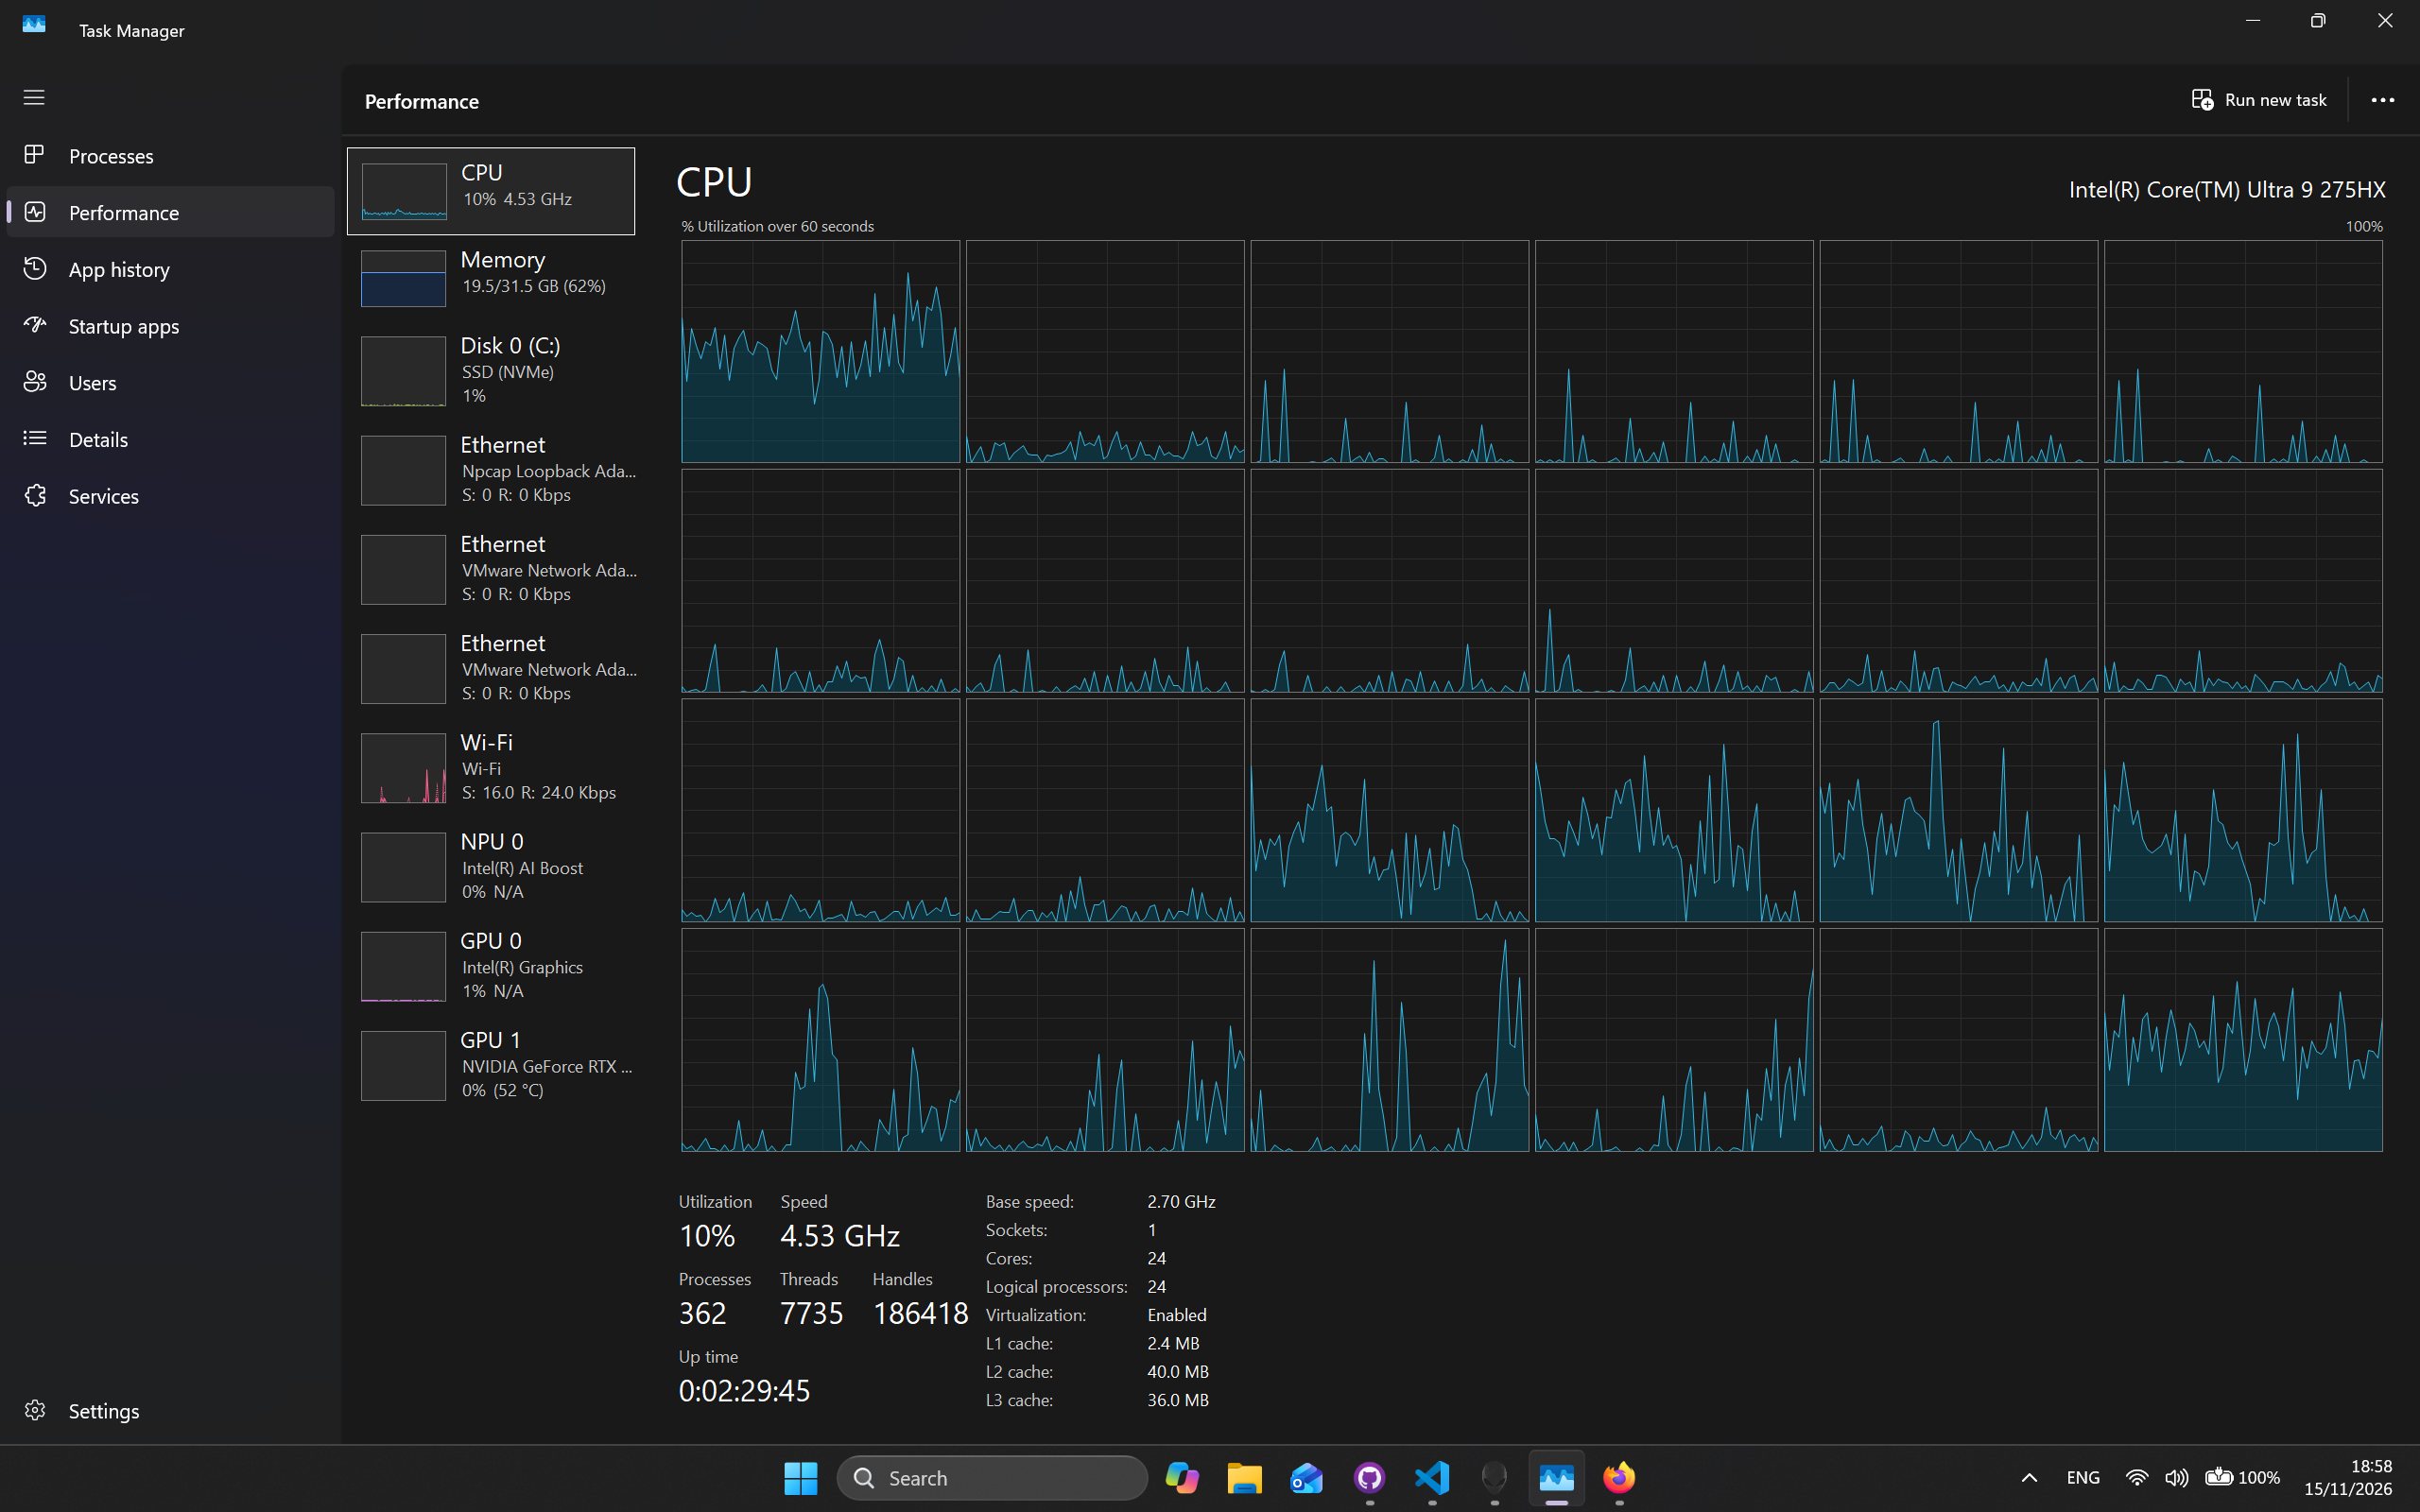 Task Manager
Performance
Run new task
Processes
Performance
App history
Startup apps
Users
Details
Services
Settings
CPU
10% 4.53 GHz
Memory
19.5/31.5 GB (62%)
Disk 0 (C:)
SSD (NVMe)
1%
Ethernet
Npcap Loopback Ada...
S: 0 R: 0 Kbps
Ethernet
VMware Network Ada...
S: 0 R: 0 Kbps
Ethernet
VMware Network Ada...
S: 0 R: 0 Kbps
Wi-Fi
Wi-Fi
S: 16.0 R: 24.0 Kbps
NPU 0
Intel(R) AI Boost
0% N/A
GPU 0
Intel(R) Graphics
1% N/A
GPU 1
NVIDIA GeForce RTX ...
0% (52 °C)
CPU
Intel(R) Core(TM) Ultra 9 275HX
% Utilization over 60 seconds
100%
Utilization Speed
10% 4.53 GHz
Processes Threads Handles
362 7735 186418
Up time
0:02:29:45
Base speed: 2.70 GHz
Sockets: 1
Cores: 24
Logical processors: 24
Virtualization: Enabled
L1 cache: 2.4 MB
L2 cache: 40.0 MB
L3 cache: 36.0 MB
Search
ENG
100%
18:58
15/11/2026